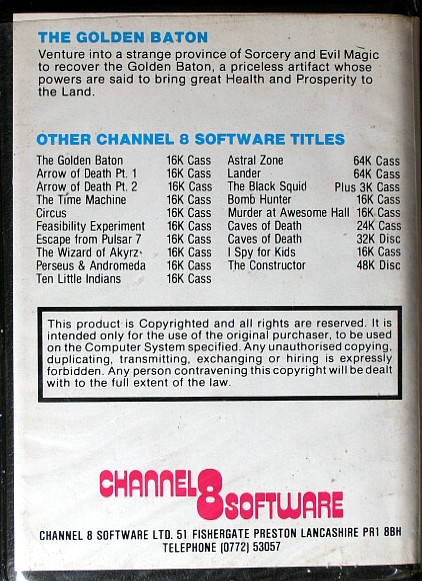 THE GOLDEN BATON
Venture into a strange province of Sorcery and Evil Magic
to recover the Golden Baton, a priceless artifact whose
powers are said to bring great Health and Prosperity to
the Land.
OTHER CHANNEL 8 SOFTWARE TITLES
The Golden Baton 16K Cass Astral Zone 64K Cass
Arrow of Death Pt. 1 16K Cass Lander 64K Cass
Arrow of Death Pt. 2 16K Cass The Black Squid Plus 3K Cass
The Time Machine 16K Cass Bomb Hunter 16K Cass
Circus 16K Cass Murder at Awesome Hall 16K Cass
Feasibility Experiment 16K Cass Caves of Death 24K Cass
Escape from Pulsar 7 16K Cass Caves of Death 32K Disc
The Wizard of Akyrz 16K Cass I Spy for Kids 16K Cass
Perseus & Andromeda 16K Cass The Constructor 48K Disc
Ten Little Indians 16K Cass
This product is Copyrighted and all rights are reserved. It is
intended only for the use of the original purchaser, to be used
on the Computer System specified. Any unauthorised copying,
duplicating, transmitting, exchanging or hiring is expressly
forbidden. Any person contravening this copyright will be dealt
with to the full extent of the law.
CHANNEL 8 SOFTWARE
CHANNEL 8 SOFTWARE LTD. 51 FISHERGATE PRESTON LANCASHIRE PR1 8BH
TELEPHONE (0772) 53057